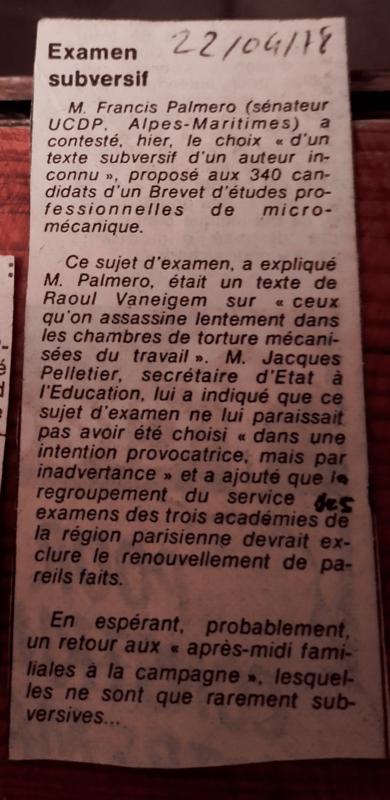 Examen 22/04/78
subversif
M. Francis Palmero (sénateur
UCDP, Alpes-Maritimes) a
contesté, hier, le choix « d'un
texte subversif d'un auteur in-
connu », proposé aux 340 can-
didats d'un Brevet d'études pro-
fessionnelles de micro-
mécanique.
Ce sujet d'examen, a expliqué
M. Palmero, était un texte de
Raoul Vaneigem sur « ceux
qu'on assassine lentement dans
les chambres de torture mécani-
sées du travail ». M. Jacques
Pelletier, secrétaire d'Etat à
l'Education, lui a indiqué que ce
sujet d'examen ne lui paraissait
pas avoir été choisi « dans une
intention provocatrice, mais par
inadvertance » et a ajouté que le
regroupement du service des
examens des trois académies de
la région parisienne devrait ex-
clure le renouvellement de pa-
reils faits.
En espérant, probablement,
un retour aux « après-midi fami-
liales à la campagne », lesquel-
les ne sont que rarement sub-
versives...